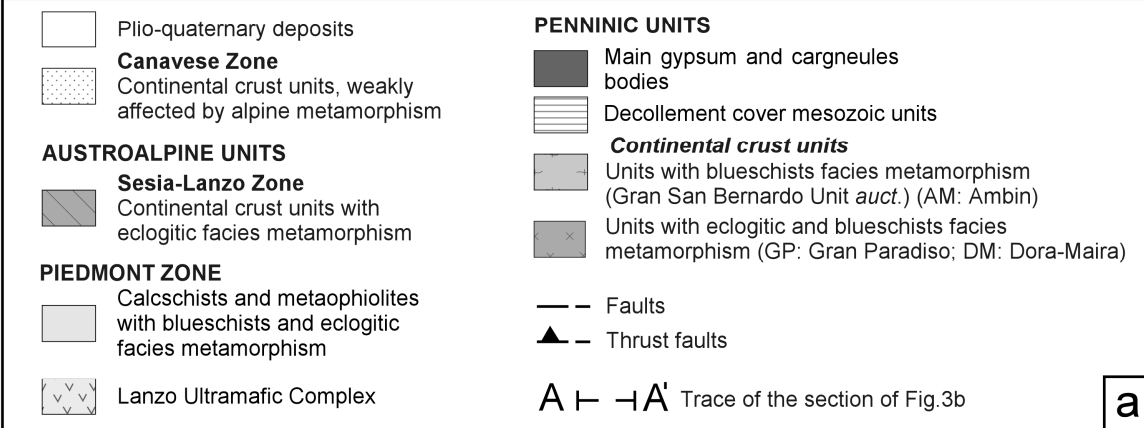 Plio-quaternary deposits
Canavese Zone
Continental crust units, weakly
affected by alpine metamorphism
AUSTROALPINE UNITS
Sesia-Lanzo Zone
Continental crust units with
eclogitic facies metamorphism
PIEDMONT ZONE
Calcschists and metaophiolites
with blueschists and eclogitic
facies metamorphism
Lanzo Ultramafic Complex
PENNINIC UNITS
Main gypsum and cargneules
bodies
Decollement cover mesozoic units
Continental crust units
Units with blueschists facies metamorphism
(Gran San Bernardo Unit auct.) (AM: Ambin)
Units with eclogitic and blueschists facies
metamorphism (GP: Gran Paradiso; DM: Dora-Maira)
Faults
Thrust faults
A A' Trace of the section of Fig.3b
a